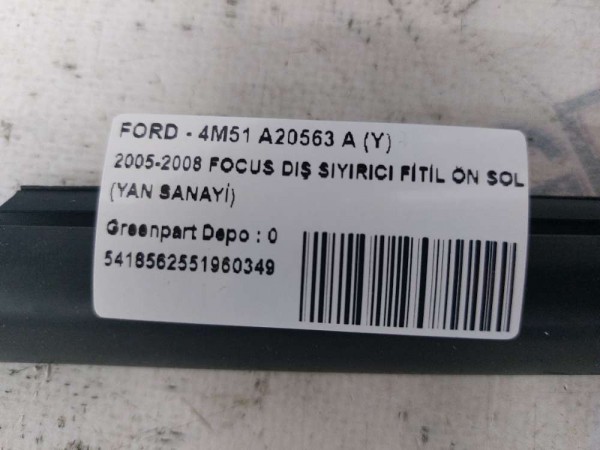 FORD - 4M51 A20563 A (Y)
2005-2008 FOCUS DIŞ SIYIRICI FİTİL ÖN SOL
(YAN SANAYİ)
Greenpart Depo : 0
5418562551960349